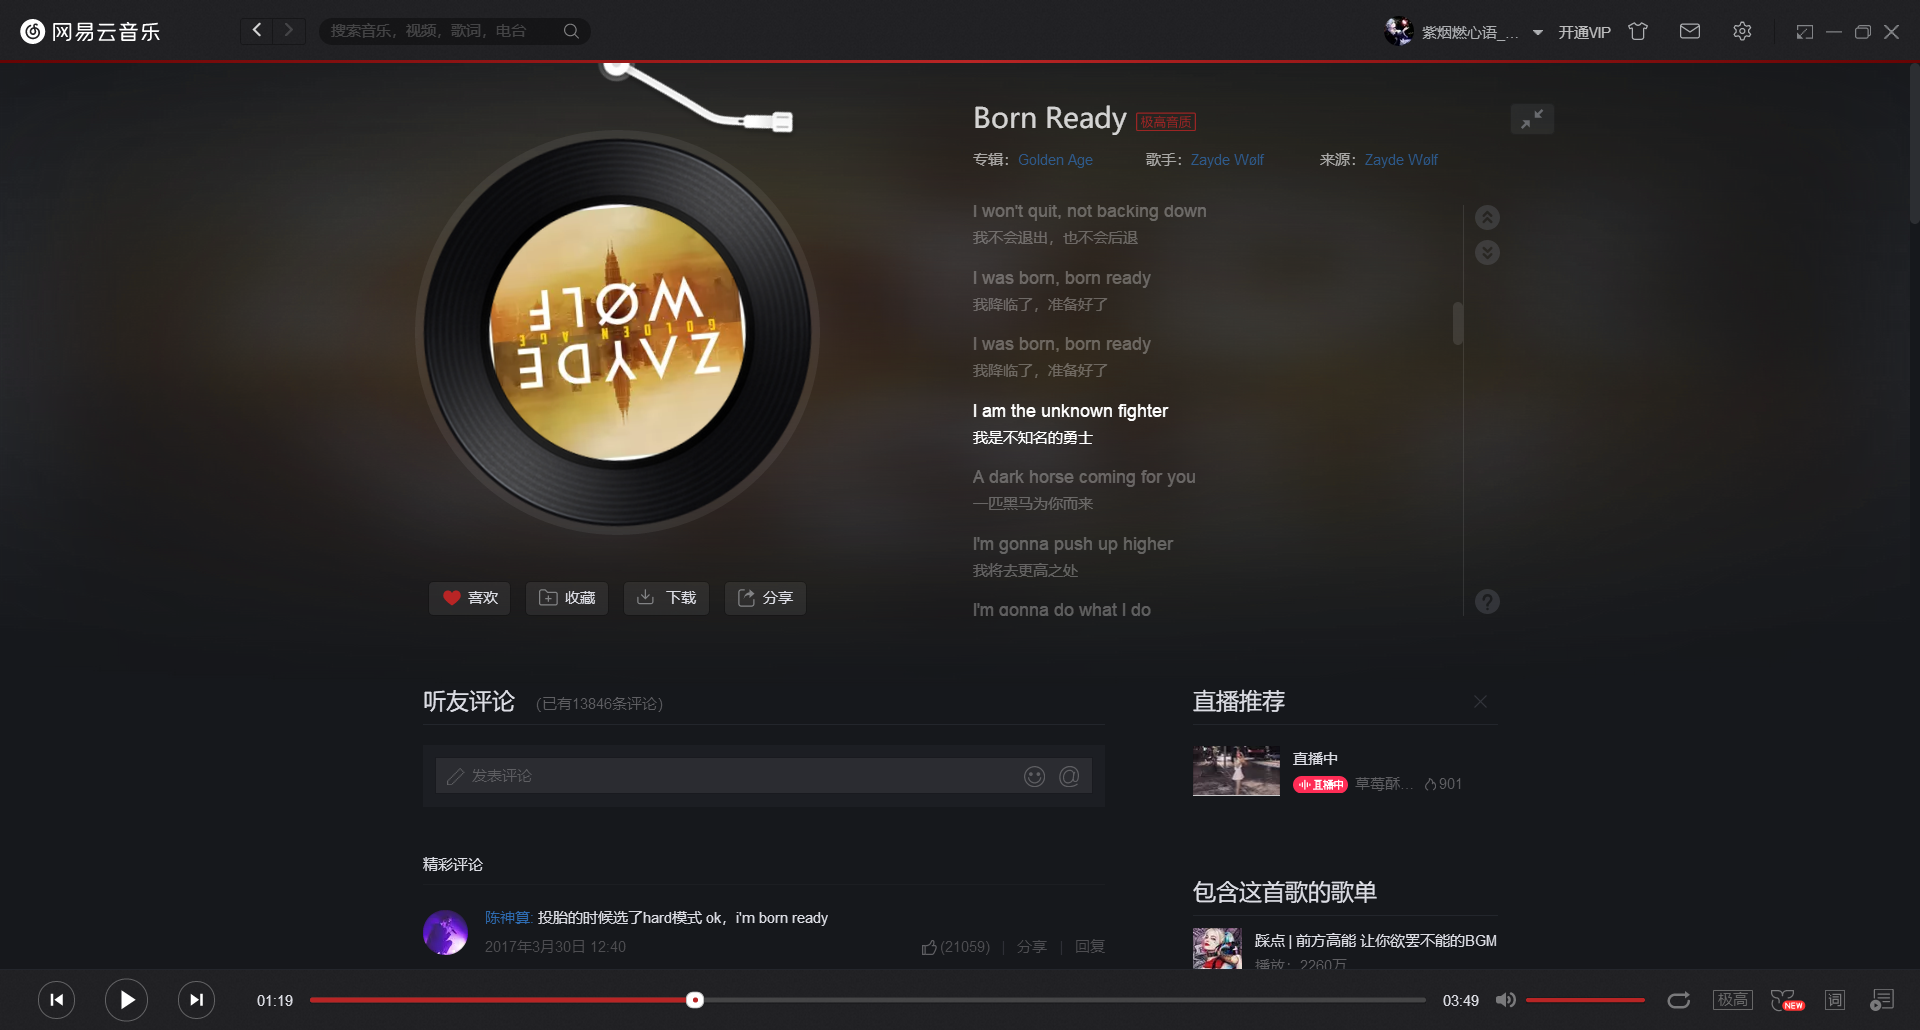 网易云音乐
搜索音乐，视频，歌词，电台
紫烟燃心语_...
开通VIP
Born Ready 极高音质
专辑：Golden Age 歌手：Zayde Wølf 来源：Zayde Wølf
ZAYDE
GOLDEN AGE
WØLF
I won't quit, not backing down
我不会退出，也不会后退
I was born, born ready
我降临了，准备好了
I was born, born ready
我降临了，准备好了
I am the unknown fighter
我是不知名的勇士
A dark horse coming for you
一匹黑马为你而来
I'm gonna push up higher
我将去更高之处
I'm gonna do what I do
喜欢 收藏 下载 分享
听友评论 （已有13846条评论）
发表评论
精彩评论
陈神算: 投胎的时候选了hard模式 ok，i'm born ready
2017年3月30日 12:40
(21059) | 分享 | 回复
直播推荐
直播中
直播中 草莓酥... 901
包含这首歌的歌单
踩点 | 前方高能 让你欲罢不能的BGM
播放：2260万
01:19 03:49
极高 NEW 词